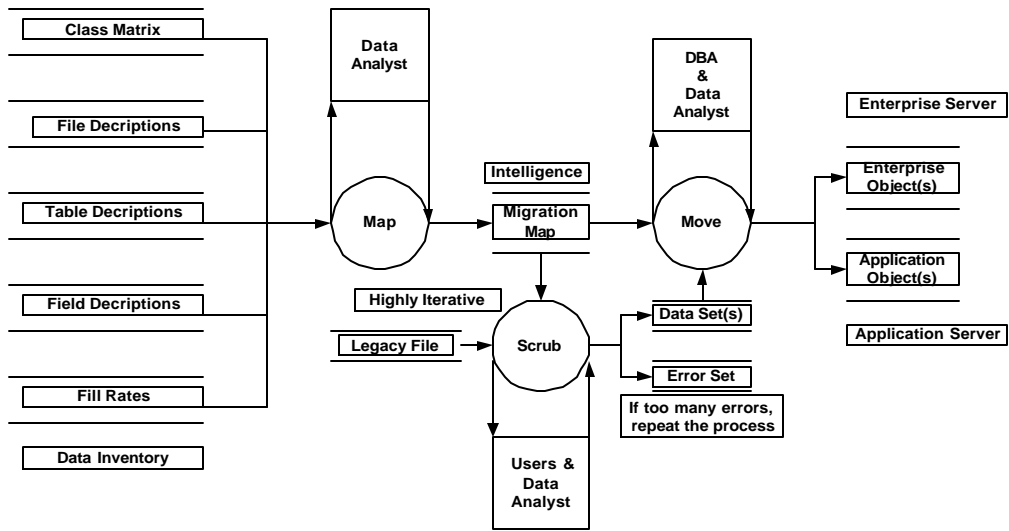 Class Matrix
File Decriptions
Table Decriptions
Field Decriptions
Fill Rates
Data Inventory
Data
Analyst
Map
Intelligence
Migration
Map
Highly Iterative
Legacy File
Scrub
Users &
Data
Analyst
DBA
&
Data
Analyst
Move
Data Set(s)
Error Set
If too many errors,
repeat the process
Enterprise Server
Enterprise
Object(s)
Application
Object(s)
Application Server